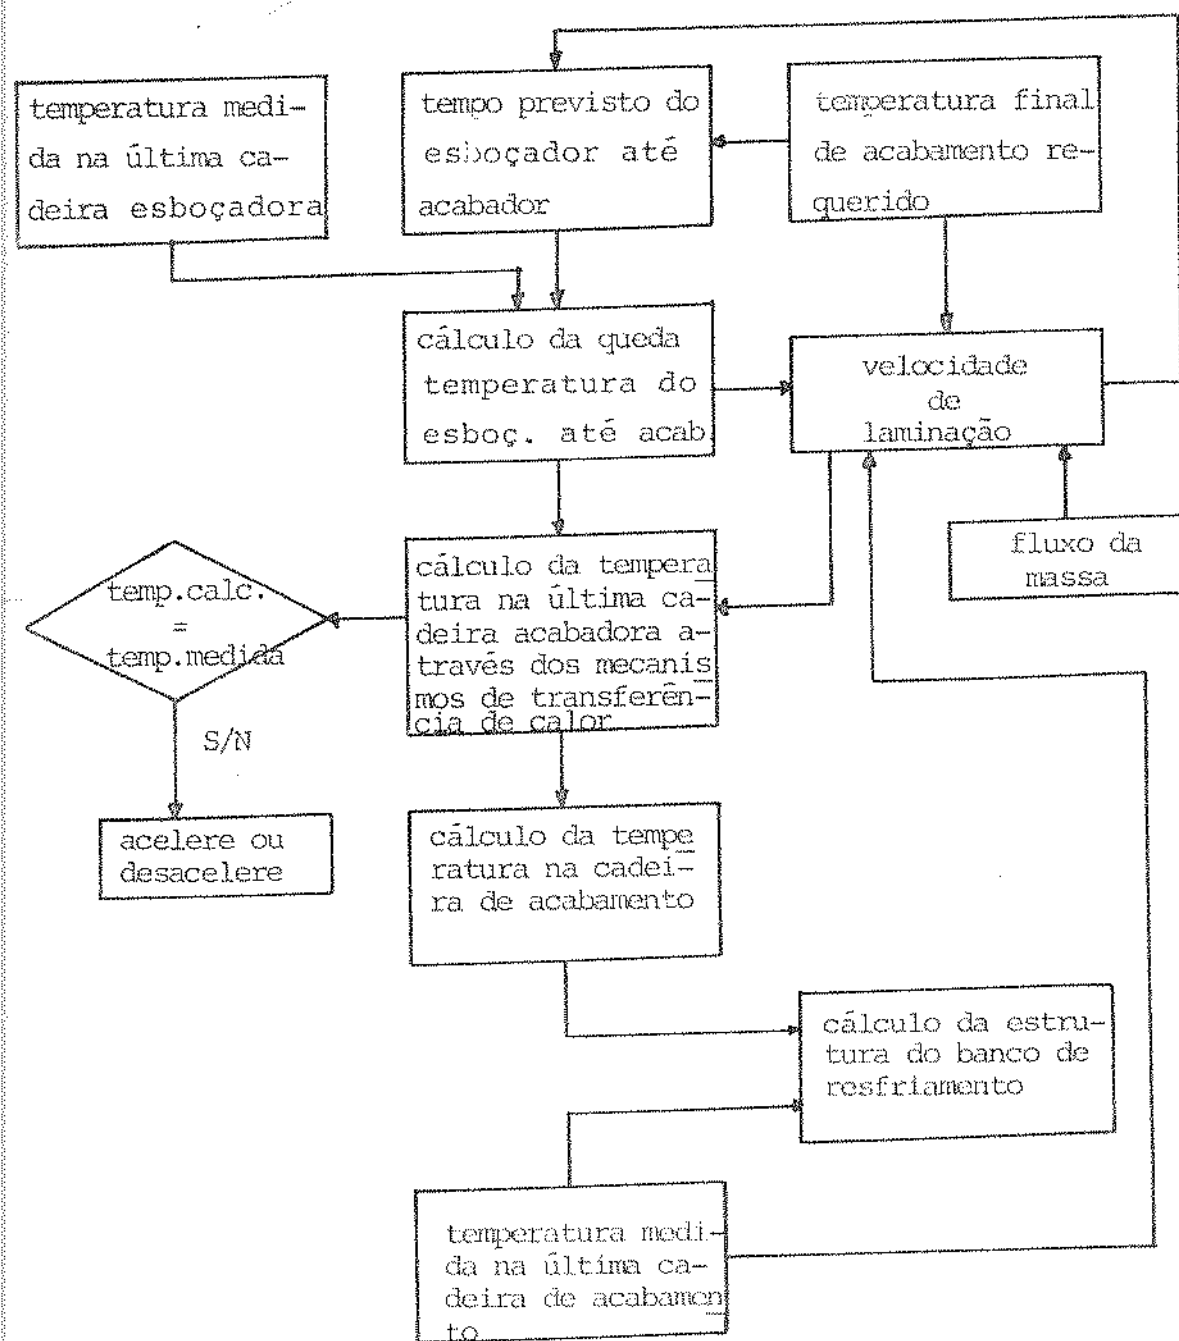 temperatura medi-
da na última ca-
deira esboçadora
tempo previsto do
esboçador até
acabador
temperatura final
de acabamento re-
querido
cálculo da queda
temperatura do
esboç. até acab
velocidade
de
laminação
fluxo da
massa
temp.calc.
=
temp.medida
S/N
acelere ou
desacelere
cálculo da tempera
tura na última ca-
deira acabadora a-
través dos mecanis
mos de transferên-
cia de calor
cálculo da tempe
ratura na cadei-
ra de acabamento
cálculo da estru-
tura do banco de
resfriamento
temperatura medi-
da na última ca-
deira de acabamen
to